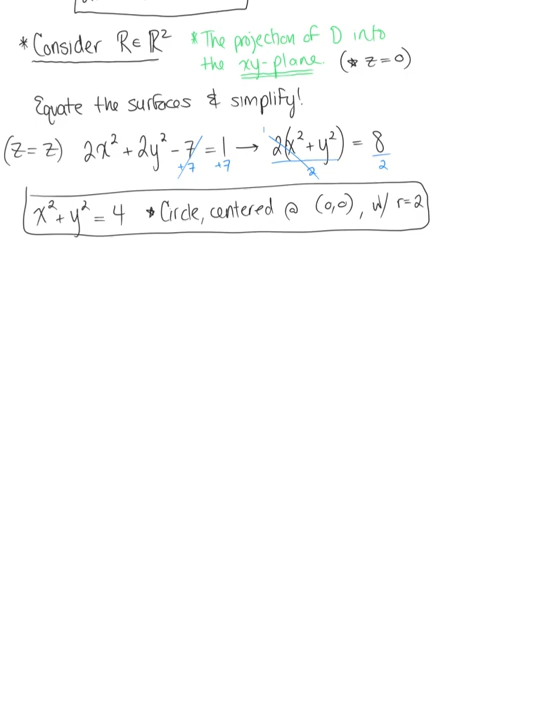 * Consider R∈ℝ² * The projection of D into
the xy-plane. (* z=0)
Equate the surfaces & simplify!
(z=z) 2x²+2y²-7=1 → 2(x²+y²) = 8
+7 +7 2 2
x²+y²=4 * Circle, centered @ (0,0), w/ r=2